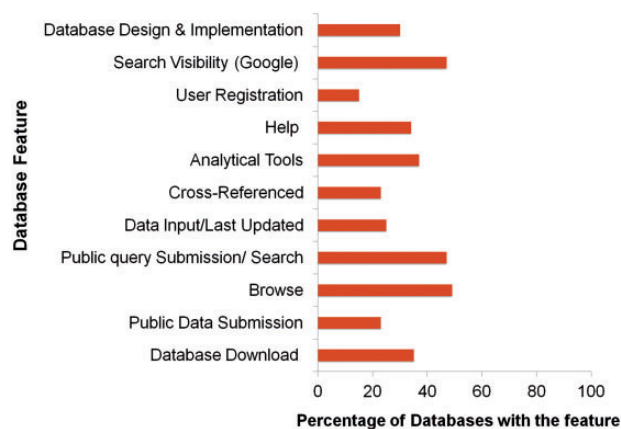 Database Feature
Database Design & Implementation
Search Visibility (Google)
User Registration
Help
Analytical Tools
Cross-Referenced
Data Input/Last Updated
Public query Submission/ Search
Browse
Public Data Submission
Database Download
0 20 40 60 80 100
Percentage of Databases with the feature